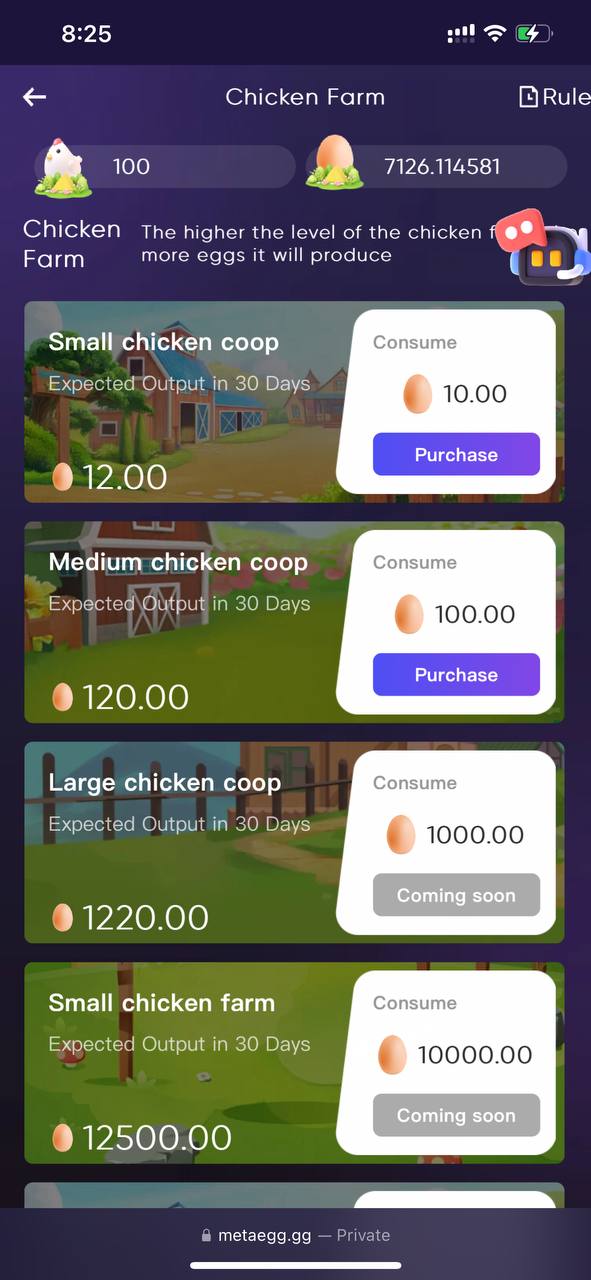 8:25
Chicken Farm
Rule
100
7126.114581
Chicken
Farm
The higher the level of the chicken
more eggs it will produce
Small chicken coop
Expected Output in 30 Days
12.00
Consume
10.00
Purchase
Medium chicken coop
Expected Output in 30 Days
120.00
Consume
100.00
Purchase
Large chicken coop
Expected Output in 30 Days
1220.00
Consume
1000.00
Coming soon
Small chicken farm
Expected Output in 30 Days
12500.00
Consume
10000.00
Coming soon
metaegg.gg — Private